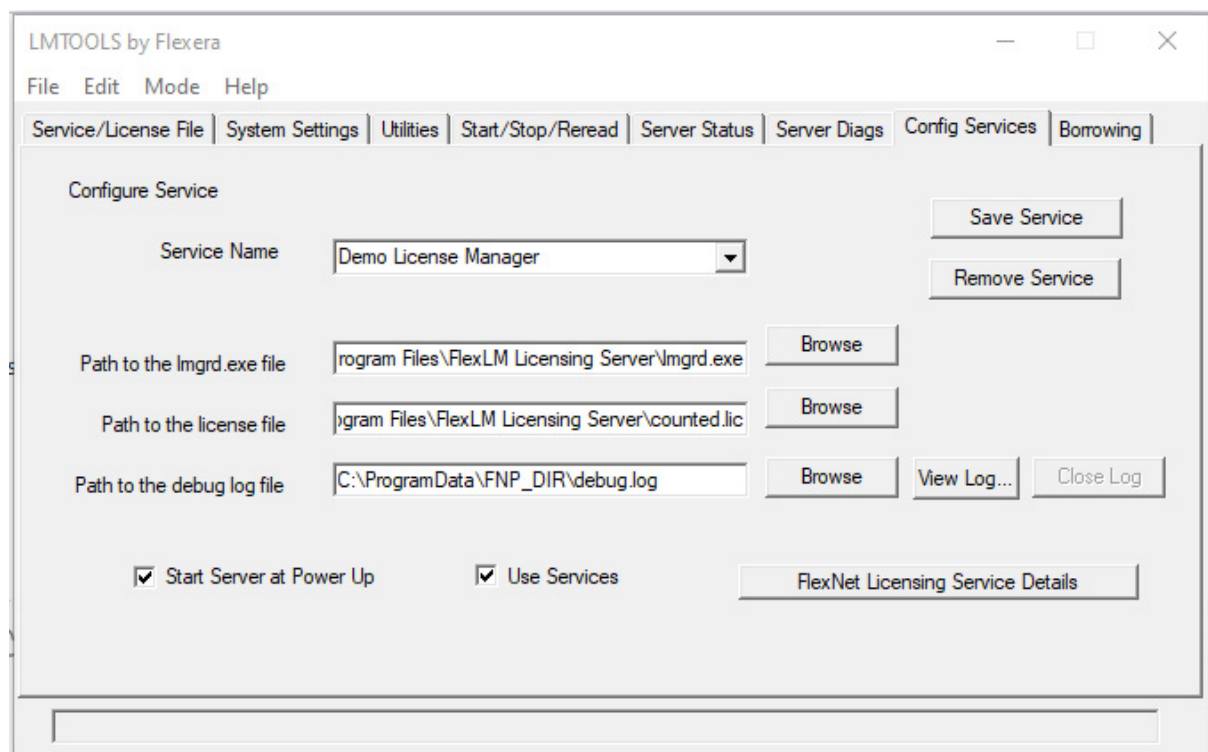 LMTOOLS by Flexera
File Edit Mode Help
Service/License File System Settings Utilities Start/Stop/Reread Server Status Server Diags Config Services Borrowing
Configure Service
Save Service
Service Name Demo License Manager
Remove Service
Path to the lmgrd.exe file rogram Files\FlexLM Licensing Server\lmgrd.exe Browse
Path to the license file ogram Files\FlexLM Licensing Server\counted.lic Browse
Path to the debug log file C:\ProgramData\FNP_DIR\debug.log Browse View Log... Close Log
Start Server at Power Up Use Services FlexNet Licensing Service Details